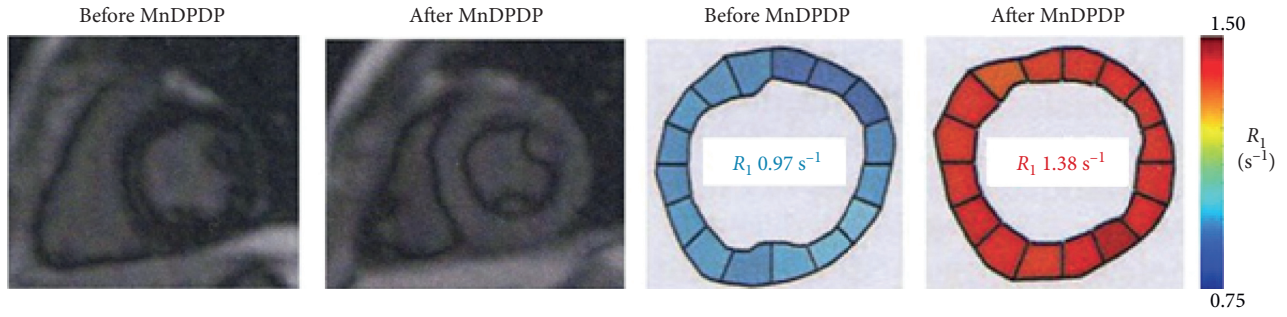 Before MnDPDP
After MnDPDP
Before MnDPDP
After MnDPDP
1.50
R₁ 0.97 s⁻¹
R₁ 1.38 s⁻¹
R₁
(s⁻¹)
0.75